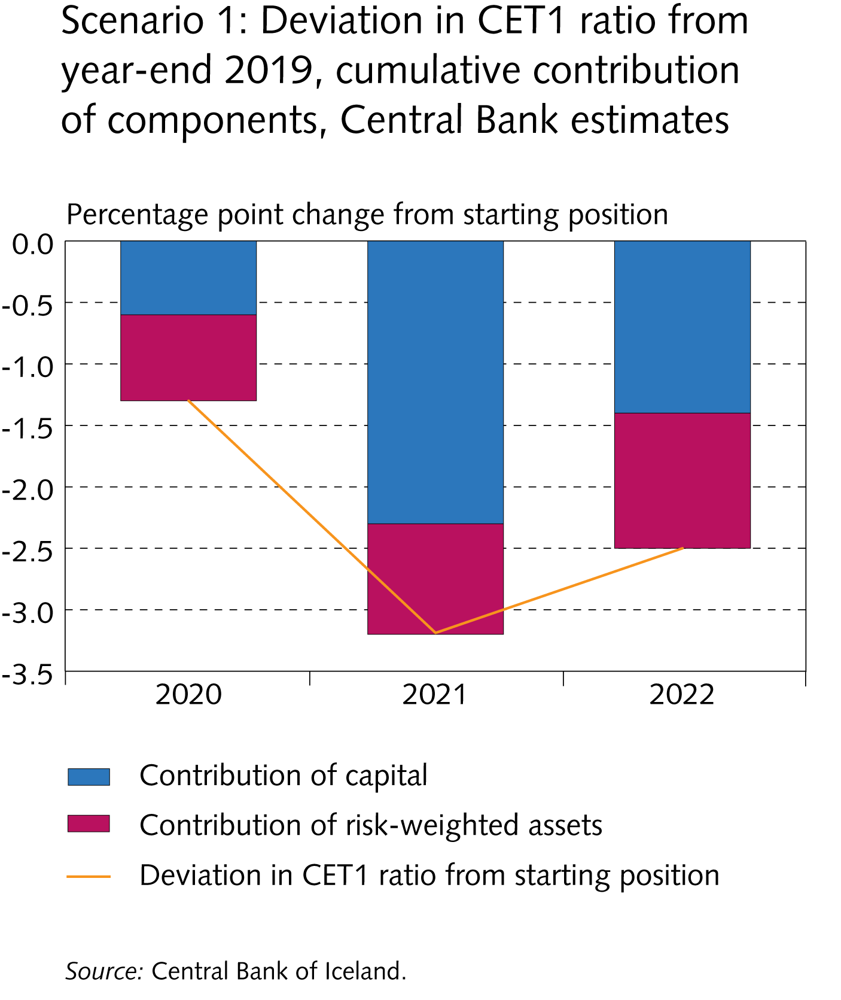 Scenario 1: Deviation in CET1 ratio from
year-end 2019, cumulative contribution
of components, Central Bank estimates
Percentage point change from starting position
0.0
-0.5
-1.0
-1.5
-2.0
-2.5
-3.0
-3.5
2020 2021 2022
Contribution of capital
Contribution of risk-weighted assets
Deviation in CET1 ratio from starting position
Source: Central Bank of Iceland.